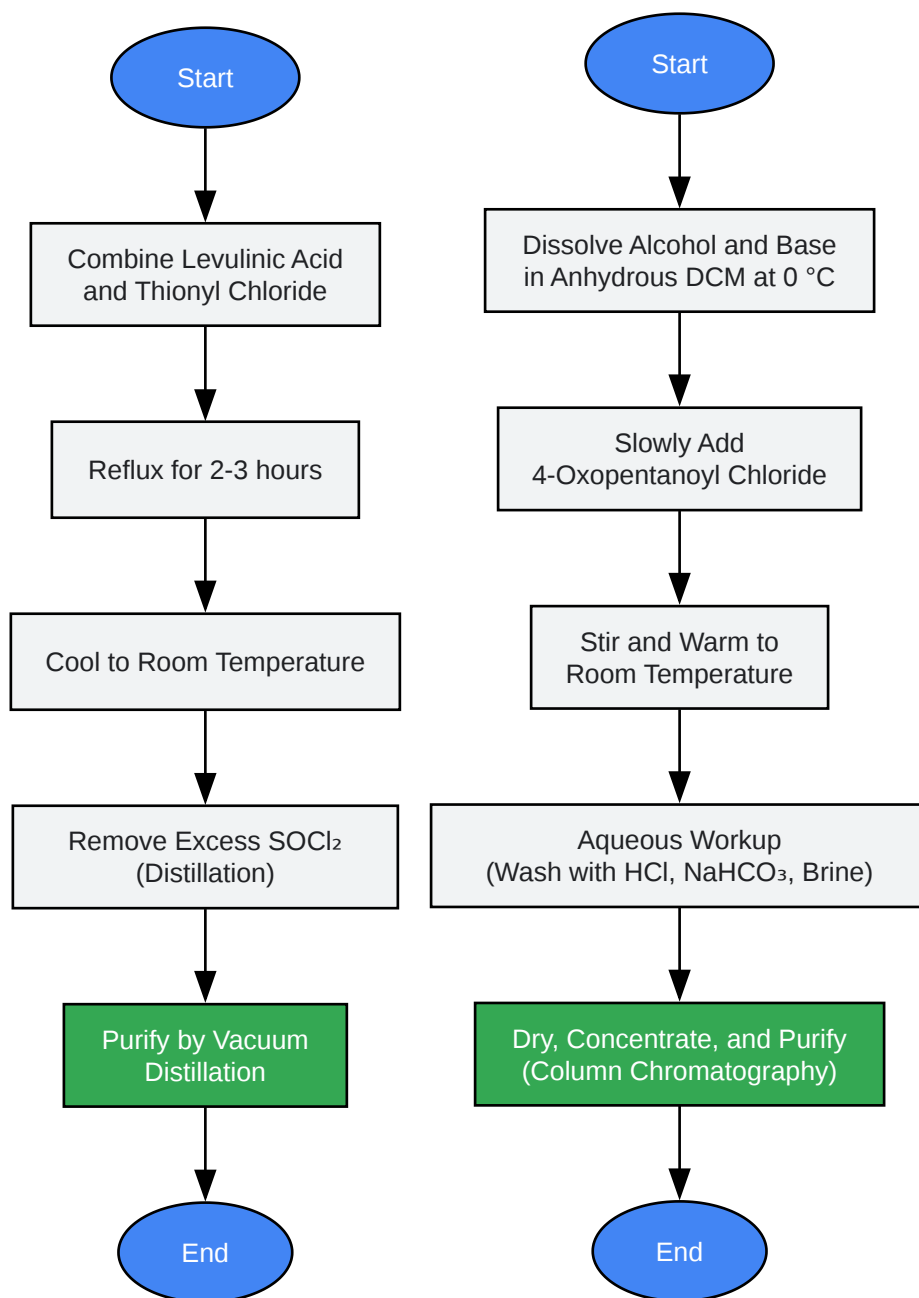 Start
Combine Levulinic Acid
and Thionyl Chloride
Reflux for 2-3 hours
Cool to Room Temperature
Remove Excess SOCl₂
(Distillation)
Purify by Vacuum
Distillation
End
Start
Dissolve Alcohol and Base
in Anhydrous DCM at 0 °C
Slowly Add
4-Oxopentanoyl Chloride
Stir and Warm to
Room Temperature
Aqueous Workup
(Wash with HCl, NaHCO₃, Brine)
Dry, Concentrate, and Purify
(Column Chromatography)
End